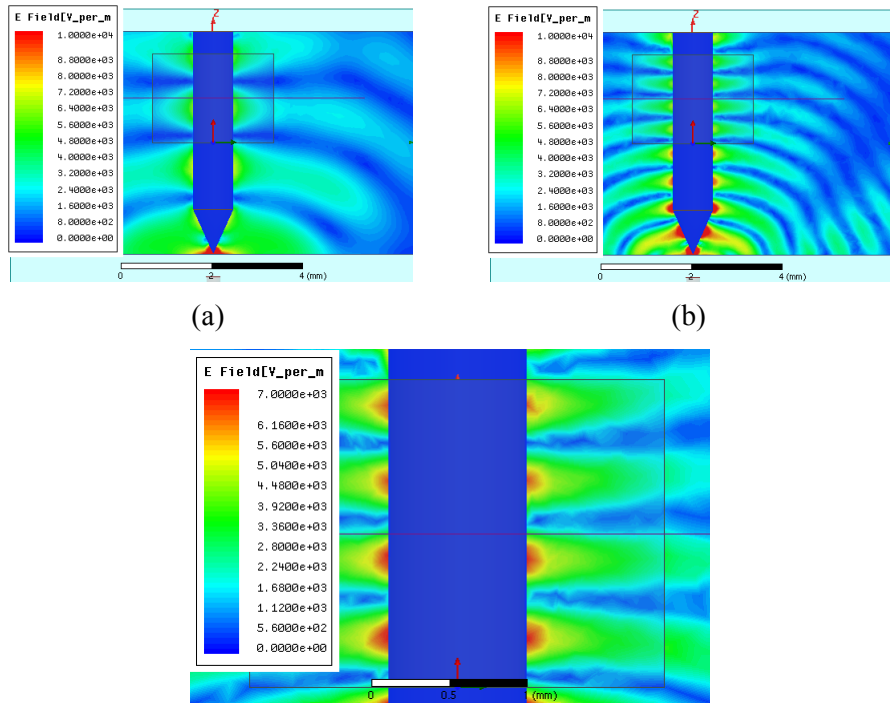 E Field[V_per_m
1.0000e+04
8.8000e+03
7.2000e+03
5.6000e+03
4.8000e+03
4.0000e+03
3.2000e+03
2.4000e+03
1.6000e+03
8.0000e+02
0.0000e+00
Z
0
2
4 (mm)
(a)
E Field[V_per_m
1.0000e+04
8.8000e+03
8.0000e+03
7.2000e+03
6.4000e+03
5.6000e+03
4.8000e+03
4.0000e+03
3.2000e+03
2.4000e+03
1.6000e+03
8.0000e+02
0.0000e+00
Z
0
2
4 (mm)
(b)
E Field[V_per_m
7.0000e+03
6.1600e+03
5.6000e+03
5.0400e+03
4.4800e+03
3.9200e+03
3.3600e+03
2.8000e+03
2.2400e+03
1.6800e+03
1.1200e+03
5.6000e+02
0.0000e+00
0
0.5
1 (mm)